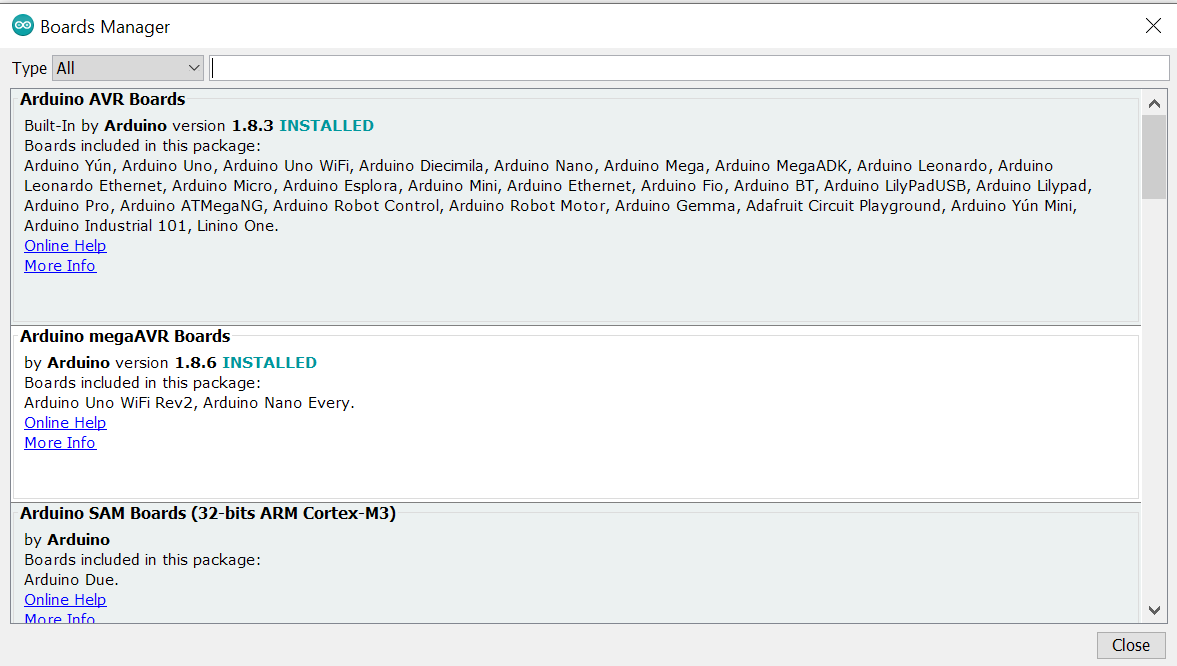 Boards Manager
Type All
Arduino AVR Boards
Built-In by Arduino version 1.8.3 INSTALLED
Boards included in this package:
Arduino Yún, Arduino Uno, Arduino Uno WiFi, Arduino Diecimila, Arduino Nano, Arduino Mega, Arduino MegaADK, Arduino Leonardo, Arduino
Leonardo Ethernet, Arduino Micro, Arduino Esplora, Arduino Mini, Arduino Ethernet, Arduino Fio, Arduino BT, Arduino LilyPadUSB, Arduino Lilypad,
Arduino Pro, Arduino ATMegaNG, Arduino Robot Control, Arduino Robot Motor, Arduino Gemma, Adafruit Circuit Playground, Arduino Yún Mini,
Arduino Industrial 101, Linino One.
Online Help
More Info
Arduino megaAVR Boards
by Arduino version 1.8.6 INSTALLED
Boards included in this package:
Arduino Uno WiFi Rev2, Arduino Nano Every.
Online Help
More Info
Arduino SAM Boards (32-bits ARM Cortex-M3)
by Arduino
Boards included in this package:
Arduino Due.
Online Help
More Info
Close